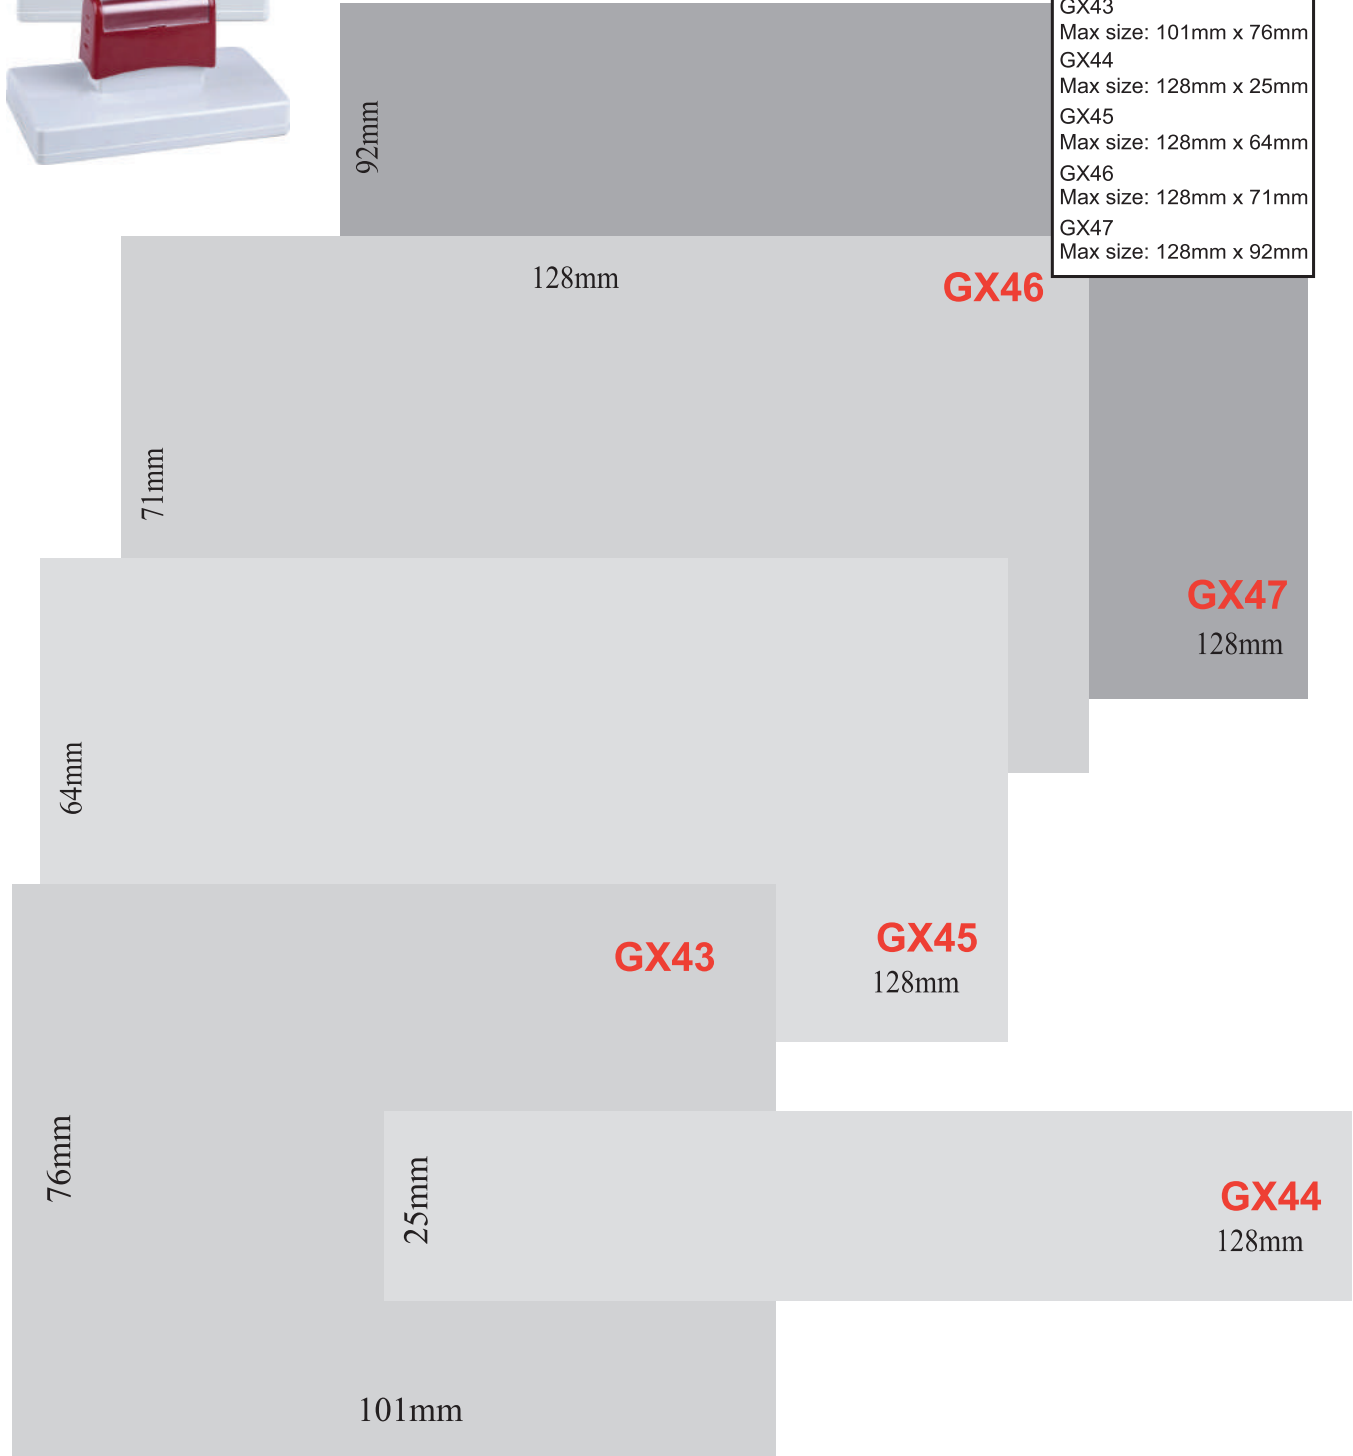 GX43
Max size: 101mm x 76mm
GX44
Max size: 128mm x 25mm
GX45
Max size: 128mm x 64mm
GX46
Max size: 128mm x 71mm
GX47
Max size: 128mm x 92mm
92mm
128mm
GX46
71mm
GX47
128mm
64mm
GX45
128mm
GX43
76mm
25mm
GX44
128mm
101mm